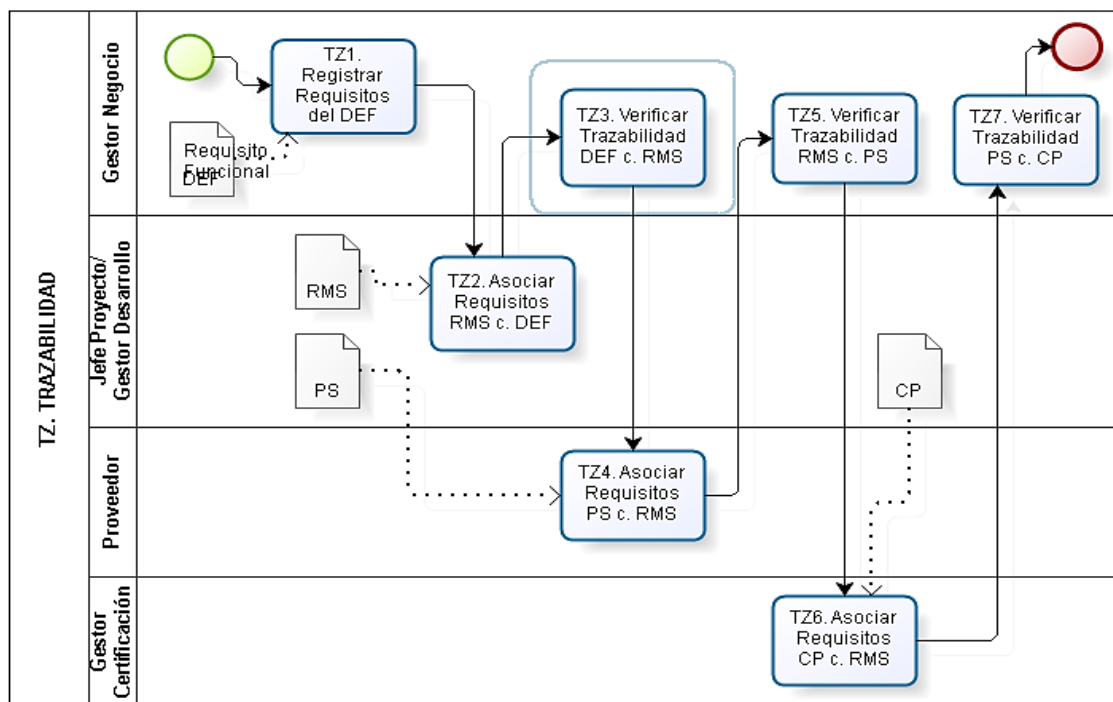 TZ. TRAZABILIDAD
Gestor Negocio
TZ1.
Registrar
Requisitos
del DEF
Requisito
Funcional
DEF
TZ3. Verificar
Trazabilidad
DEF c. RMS
TZ5. Verificar
Trazabilidad
RMS c. PS
TZ7. Verificar
Trazabilidad
PS c. CP
Jefe Proyecto/
Gestor Desarrollo
RMS
TZ2. Asociar
Requisitos
RMS c. DEF
PS
CP
Proveedor
TZ4. Asociar
Requisitos
PS c. RMS
Gestor
Certificación
TZ6. Asociar
Requisitos
CP c. RMS